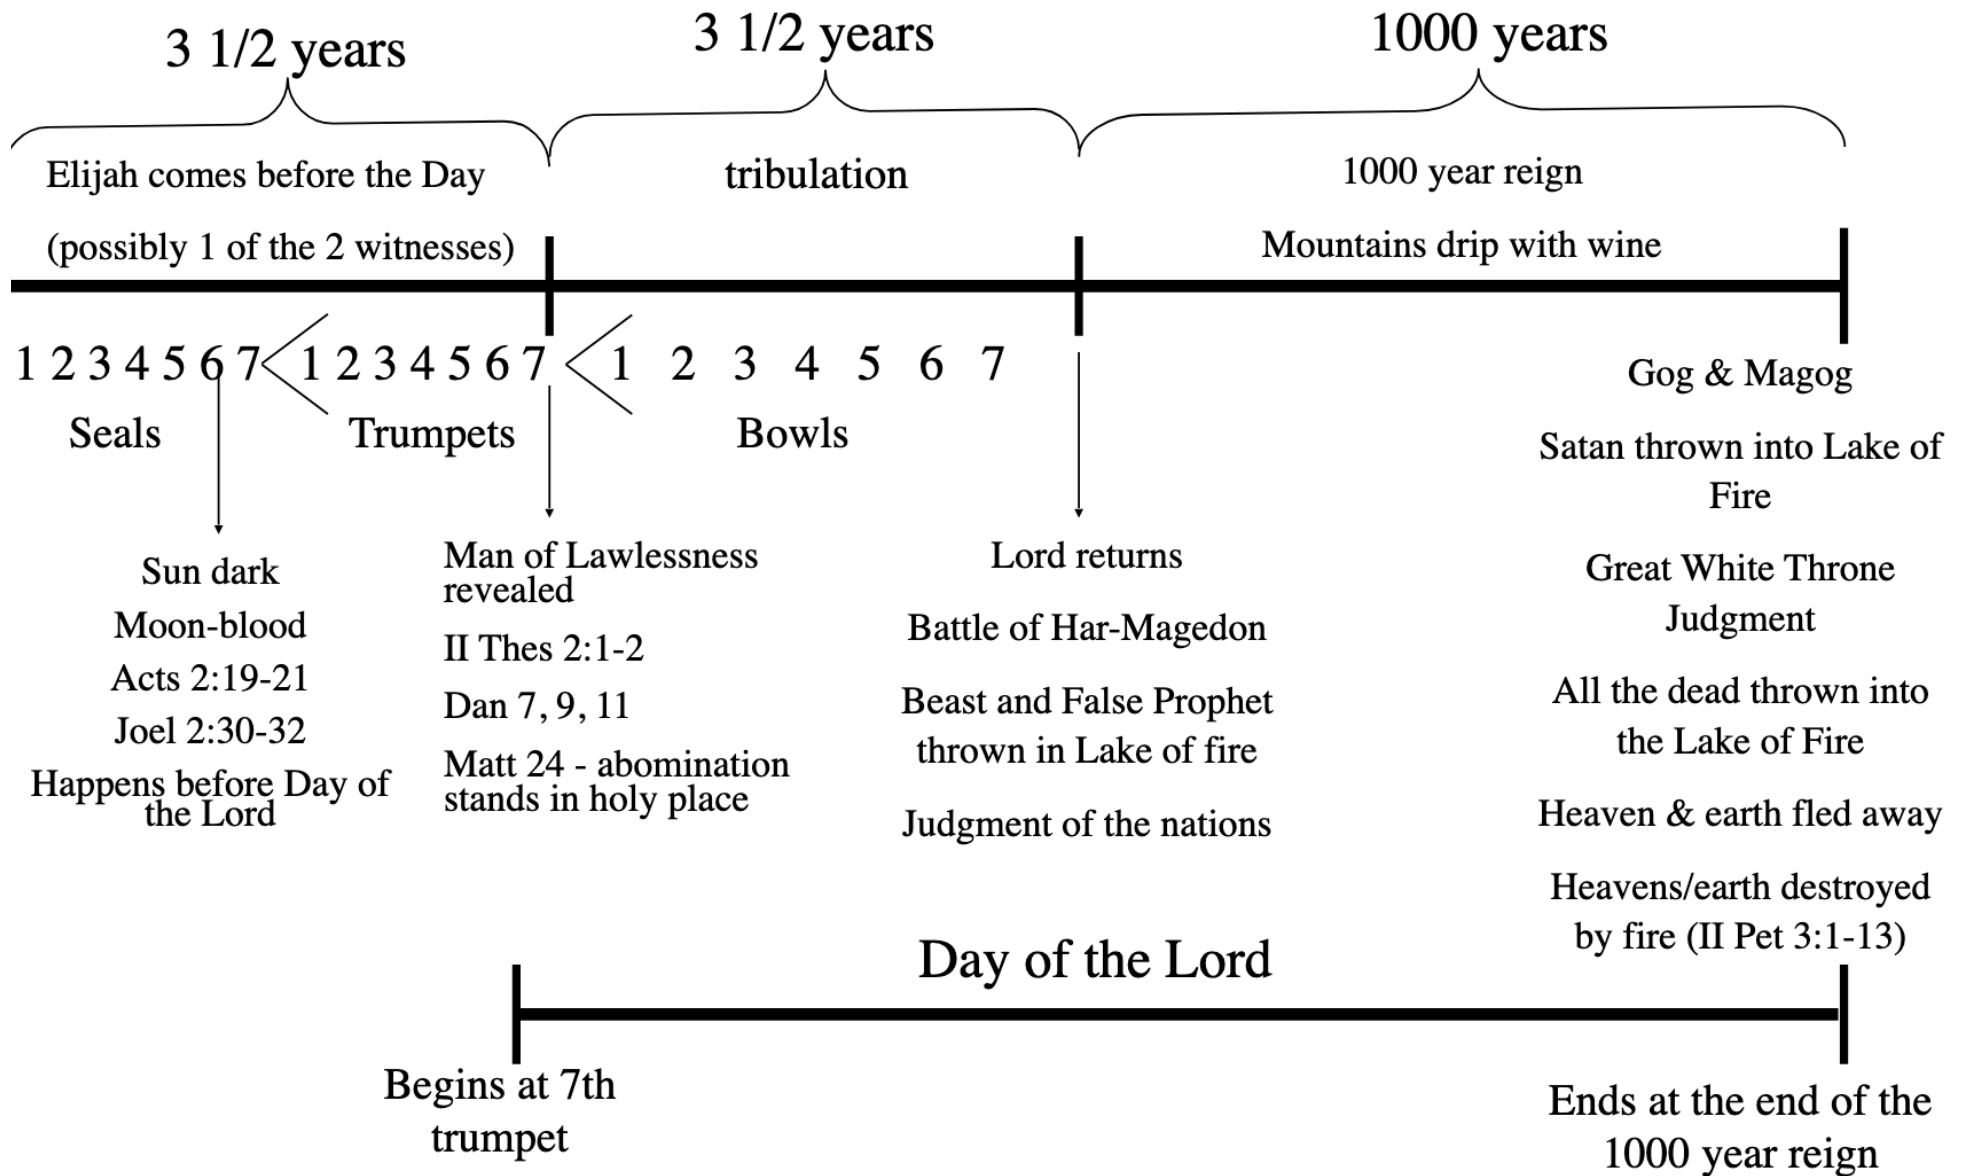 3 1/2 years
3 1/2 years
1000 years
Elijah comes before the Day
(possibly 1 of the 2 witnesses)
tribulation
1000 year reign
Mountains drip with wine
1 2 3 4 5 6 7
1 2 3 4 5 6 7
1 2 3 4 5 6 7
Seals
Trumpets
Bowls
Sun dark
Moon-blood
Acts 2:19-21
Joel 2:30-32
Happens before Day of
the Lord
Man of Lawlessness
revealed
II Thes 2:1-2
Dan 7, 9, 11
Matt 24 - abomination
stands in holy place
Lord returns
Battle of Har-Magedon
Beast and False Prophet
thrown in Lake of fire
Judgment of the nations
Gog & Magog
Satan thrown into Lake of
Fire
Great White Throne
Judgment
All the dead thrown into
the Lake of Fire
Heaven & earth fled away
Heavens/earth destroyed
by fire (II Pet 3:1-13)
Day of the Lord
Begins at 7th
trumpet
Ends at the end of the
1000 year reign